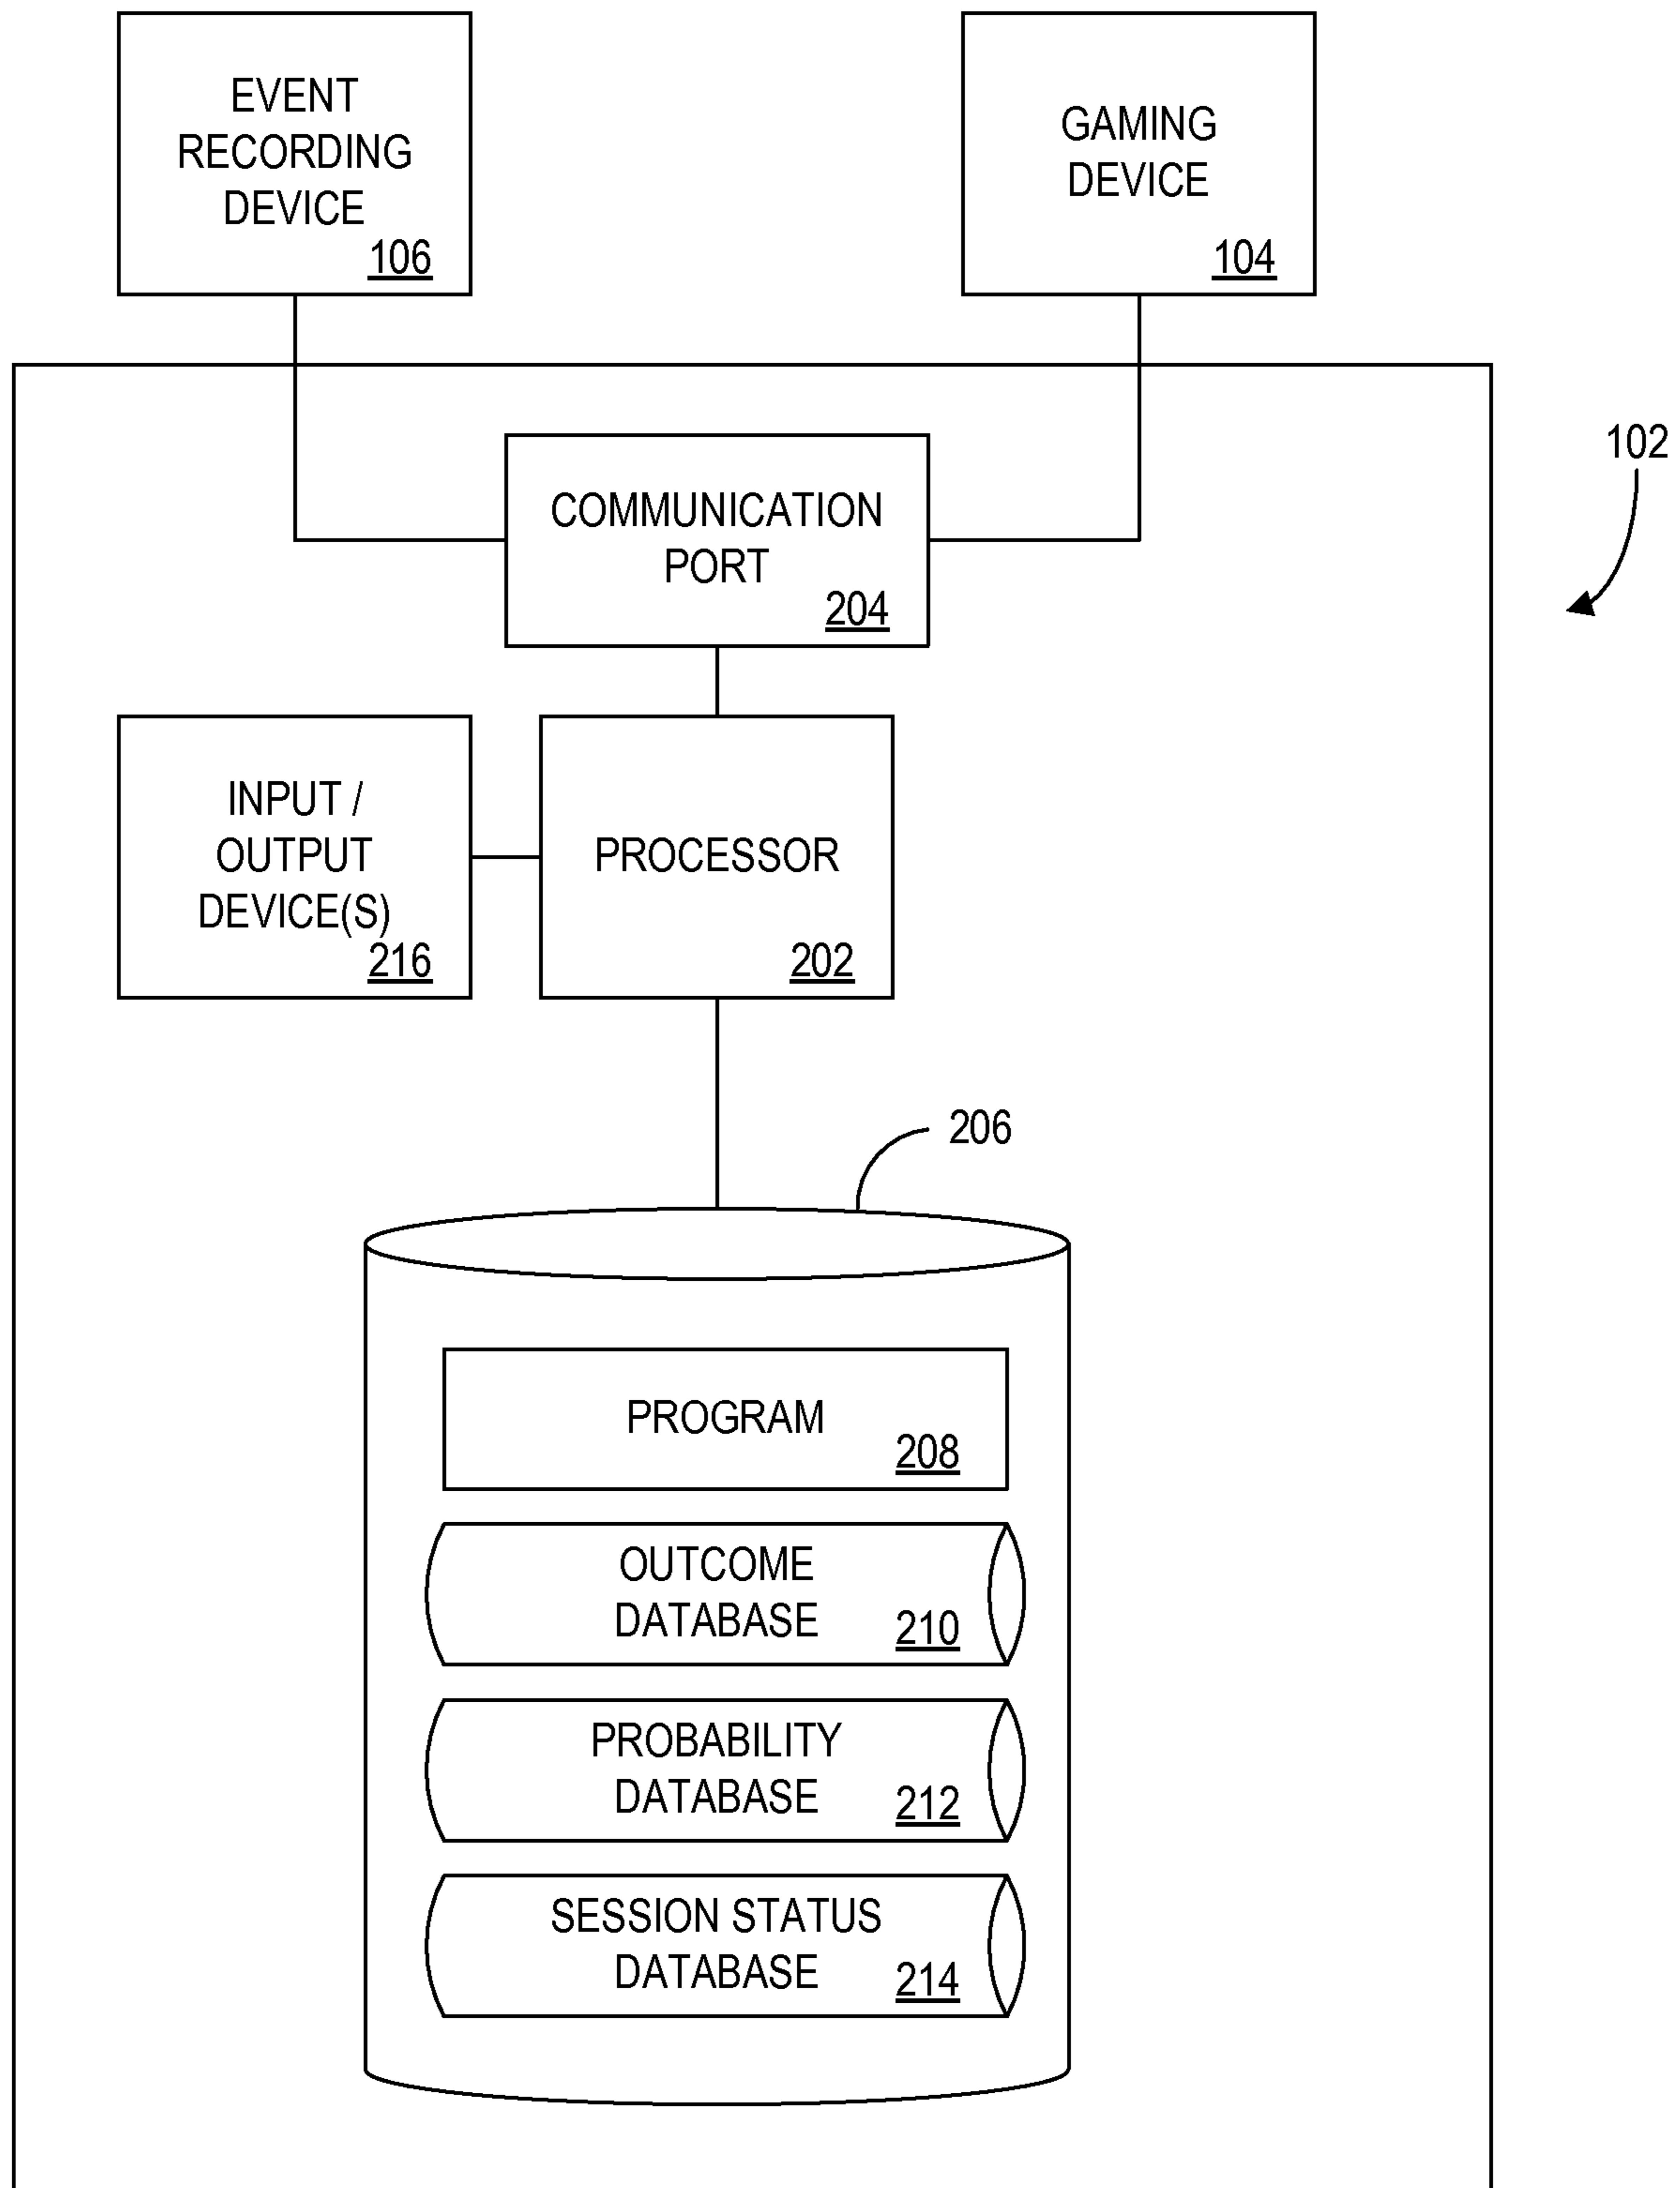 EVENT
RECORDING
DEVICE
106
GAMING
DEVICE
104
102
COMMUNICATION
PORT
204
INPUT /
OUTPUT
DEVICE(S)
216
PROCESSOR
202
206
PROGRAM
208
OUTCOME
DATABASE
210
PROBABILITY
DATABASE
212
SESSION STATUS
DATABASE
214